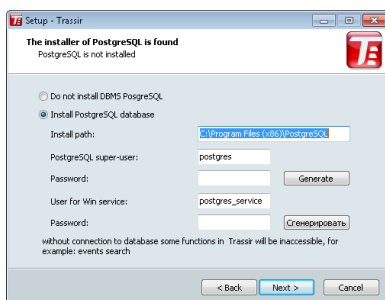 Setup - Trassir
The installer of PostgreSQL is found
PostgreSQL is not installed
Do not install DBMS PosgreSQL
Install PostgreSQL database
Install path: C:\Program Files (x86)\PostgreSQL
PostgreSQL super-user: postgres
Password: Generate
User for Win service: postgres_service
Password: Сгенерировать
without connection to database some functions in Trassir will be inaccessible, for
example: events search
< Back Next > Cancel